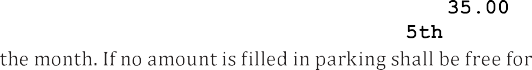 35.00
5th
the month. If no amount is filled in parking shall be free for